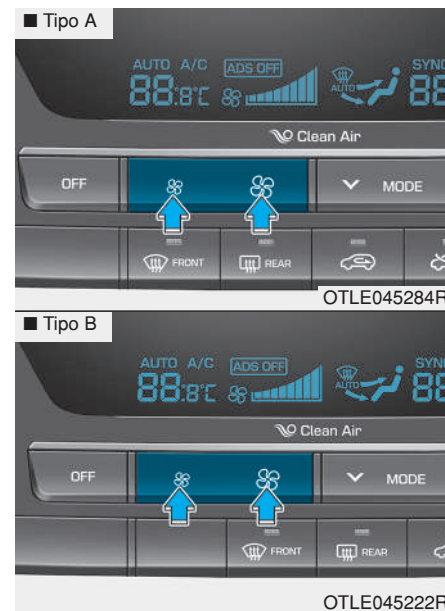 ■ Tipo A
AUTO A/C ADS OFF SYNC
88:8°C AUTO 88
Clean Air
OFF MODE
FRONT REAR
OTLE045284R
■ Tipo B
AUTO A/C ADS OFF SYNC
88:8°C AUTO 88
Clean Air
OFF MODE
FRONT REAR
OTLE045222R